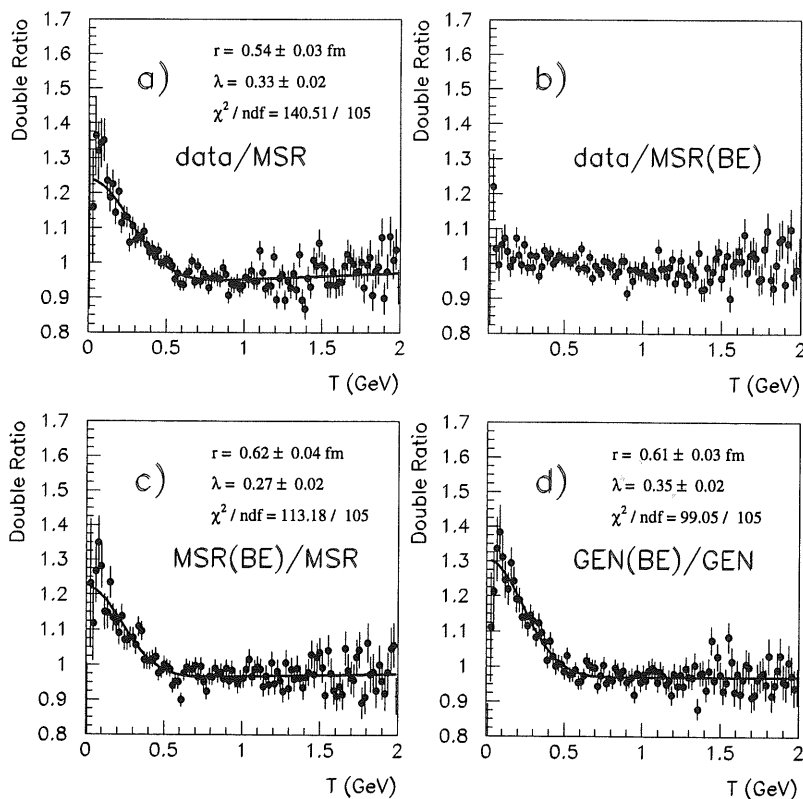 Double Ratio
1.7
1.6
1.5
1.4
1.3
1.2
1.1
1
0.9
0.8
a)
r = 0.54 ± 0.03 fm
λ = 0.33 ± 0.02
χ² / ndf = 140.51 / 105
data/MSR
0
0.5
1
1.5
2
T (GeV)
Double Ratio
1.7
1.6
1.5
1.4
1.3
1.2
1.1
1
0.9
0.8
b)
data/MSR(BE)
0.5
1
1.5
2
T (GeV)
Double Ratio
1.7
1.6
1.5
1.4
1.3
1.2
1.1
1
0.9
0.8
c)
r = 0.62 ± 0.04 fm
λ = 0.27 ± 0.02
χ² / ndf = 113.18 / 105
MSR(BE)/MSR
0
0.5
1
1.5
2
T (GeV)
Double Ratio
1.7
1.6
1.5
1.4
1.3
1.2
1.1
1
0.9
0.8
d)
r = 0.61 ± 0.03 fm
λ = 0.35 ± 0.02
χ² / ndf = 99.05 / 105
GEN(BE)/GEN
0
0.5
1
1.5
2
T (GeV)